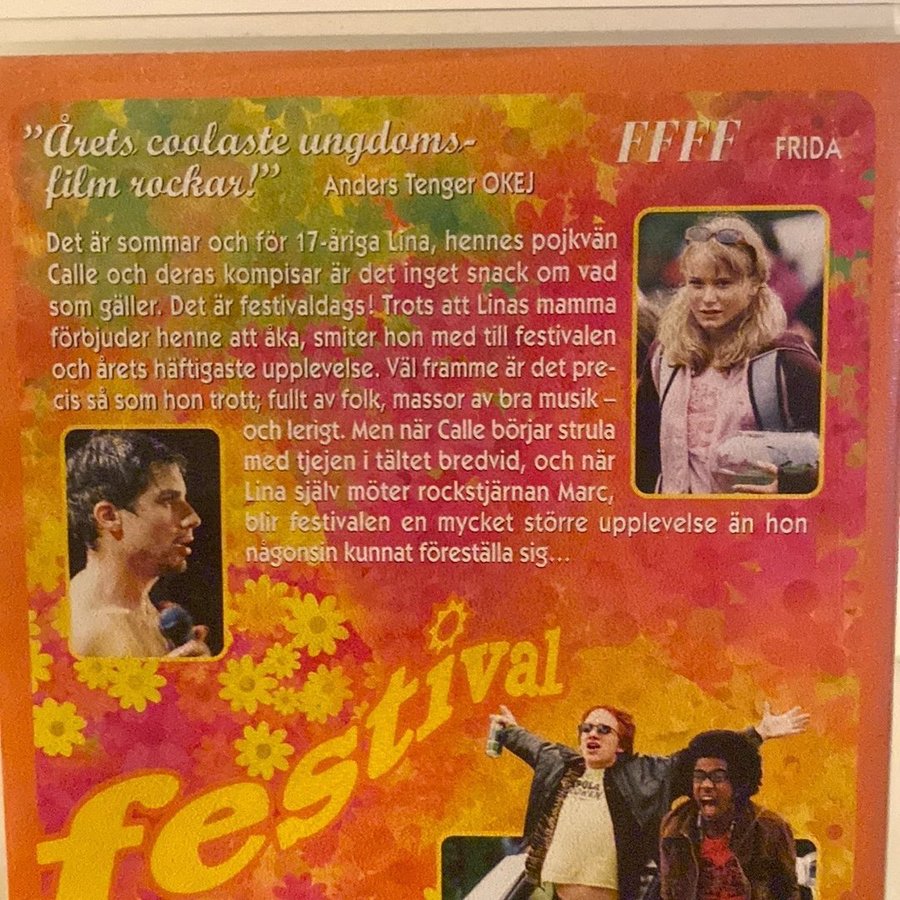 "Årets coolaste ungdoms-
film rockar!" Anders Tenger OKEJ
FFFF FRIDA
Det är sommar och för 17-åriga Lina, hennes pojkvän
Calle och deras kompisar är det inget snack om vad
som gäller. Det är festivaldags! Trots att Linas mamma
förbjuder henne att åka, smiter hon med till festivalen
och årets häftigaste upplevelse. Väl framme är det pre-
cis så som hon trott; fullt av folk, massor av bra musik –
och lerigt. Men när Calle börjar strula
med tjejen i tältet bredvid, och när
Lina själv möter rockstjärnan Marc,
blir festivalen en mycket större upplevelse än hon
någonsin kunnat föreställa sig...
festival